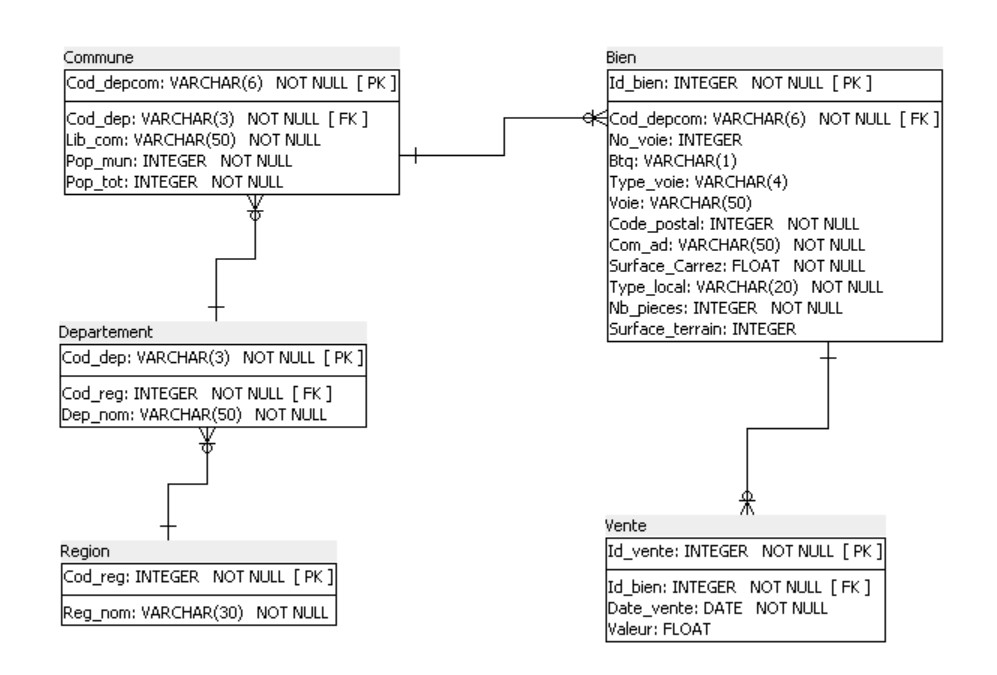 Commune
Cod_depcom: VARCHAR(6) NOT NULL [ PK ]
Cod_dep: VARCHAR(3) NOT NULL [ FK ]
Lib_com: VARCHAR(50) NOT NULL
Pop_mun: INTEGER NOT NULL
Pop_tot: INTEGER NOT NULL
Bien
Id_bien: INTEGER NOT NULL [ PK ]
Cod_depcom: VARCHAR(6) NOT NULL [ FK ]
No_voie: INTEGER
Btq: VARCHAR(1)
Type_voie: VARCHAR(4)
Voie: VARCHAR(50)
Code_postal: INTEGER NOT NULL
Com_ad: VARCHAR(50) NOT NULL
Surface_Carrez: FLOAT NOT NULL
Type_local: VARCHAR(20) NOT NULL
Nb_pieces: INTEGER NOT NULL
Surface_terrain: INTEGER
Departement
Cod_dep: VARCHAR(3) NOT NULL [ PK ]
Cod_reg: INTEGER NOT NULL [ FK ]
Dep_nom: VARCHAR(50) NOT NULL
Region
Cod_reg: INTEGER NOT NULL [ PK ]
Reg_nom: VARCHAR(30) NOT NULL
Vente
Id_vente: INTEGER NOT NULL [ PK ]
Id_bien: INTEGER NOT NULL [ FK ]
Date_vente: DATE NOT NULL
Valeur: FLOAT